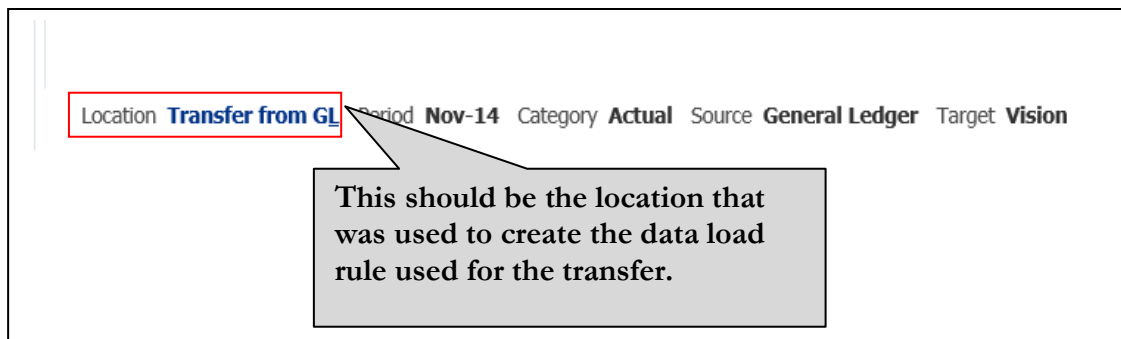 Location Transfer from GL Period Nov-14 Category Actual Source General Ledger Target Vision
This should be the location that
was used to create the data load
rule used for the transfer.